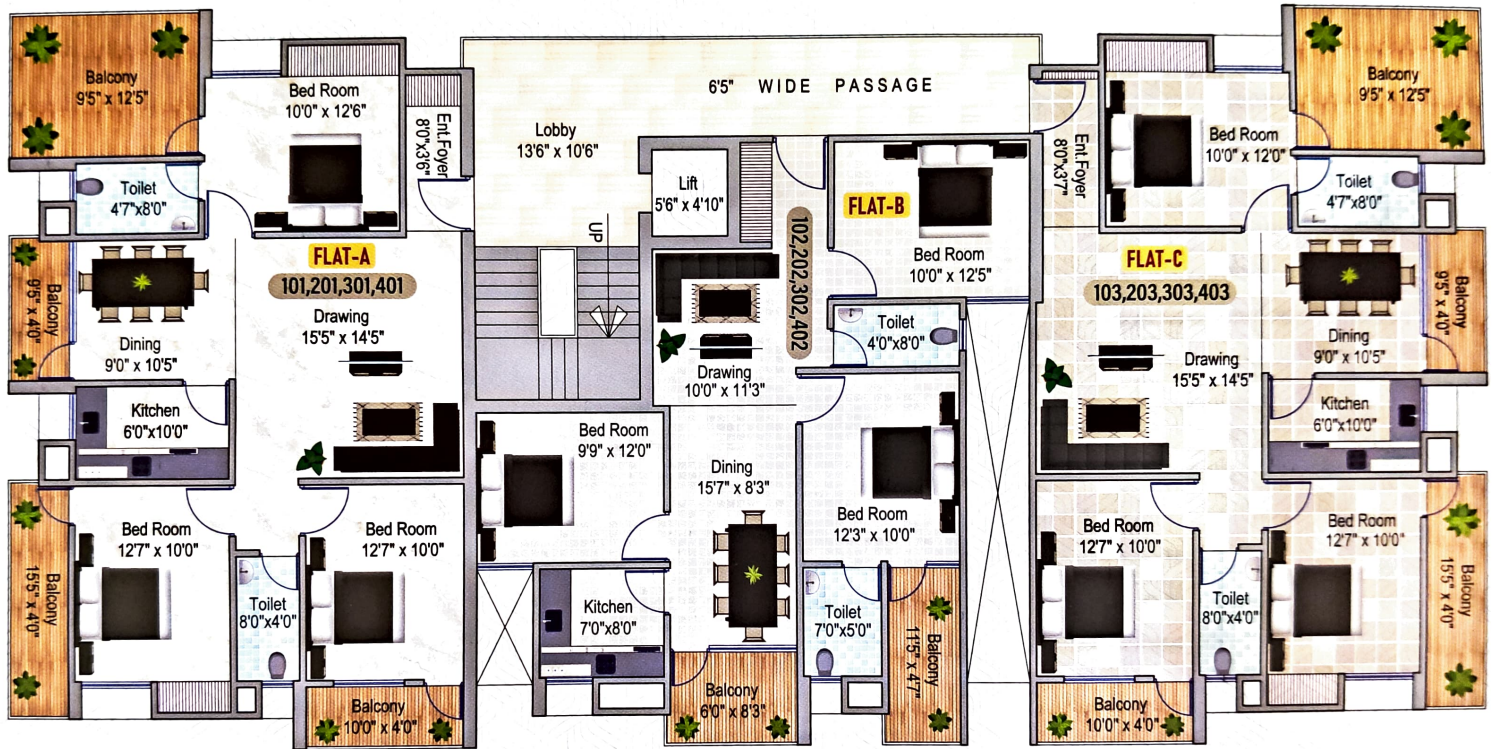 Balcony
9'5" x 12'5"
Bed Room
10'0" x 12'6"
Ent.Foyer
8'0"x3'6"
Toilet
4'7"x8'0"
Balcony
9'5" x 4'0"
FLAT-A
101,201,301,401
Drawing
15'5" x 14'5"
Dining
9'0" x 10'5"
Kitchen
6'0"x10'0"
Balcony
15'5" x 4'0"
Bed Room
12'7" x 10'0"
Toilet
8'0"x4'0"
Bed Room
12'7" x 10'0"
Balcony
10'0" x 4'0"
6'5" WIDE PASSAGE
Lobby
13'6" x 10'6"
Lift
5'6" x 4'10"
UP
FLAT-B
102,202,302,402
Bed Room
10'0" x 12'5"
Toilet
4'0"x8'0"
Drawing
10'0" x 11'3"
Bed Room
9'9" x 12'0"
Dining
15'7" x 8'3"
Bed Room
12'3" x 10'0"
Kitchen
7'0"x8'0"
Toilet
7'0"x5'0"
Balcony
6'0" x 8'3"
Balcony
11'5" x 4'7"
Ent.Foyer
8'0"x3'7"
Bed Room
10'0" x 12'0"
Balcony
9'5" x 12'5"
Toilet
4'7"x8'0"
FLAT-C
103,203,303,403
Balcony
9'5" x 4'0"
Dining
9'0" x 10'5"
Drawing
15'5" x 14'5"
Kitchen
6'0"x10'0"
Bed Room
12'7" x 10'0"
Toilet
8'0"x4'0"
Bed Room
12'7" x 10'0"
Balcony
15'5" x 4'0"
Balcony
10'0" x 4'0"